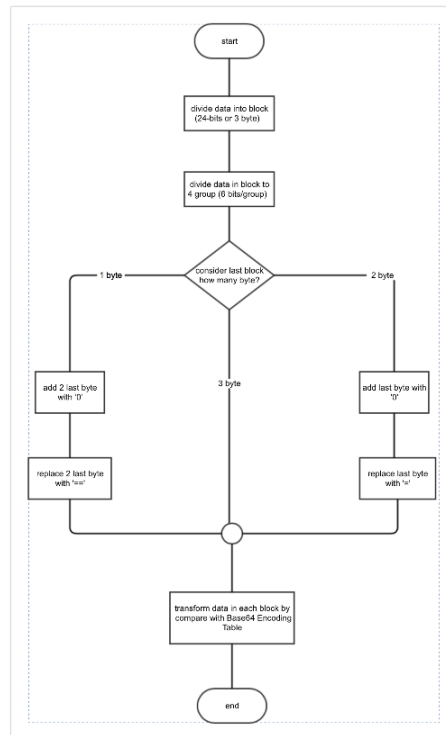 start
divide data into block
(24-bits or 3 byte)
divide data in block to
4 group (6 bits/group)
consider last block
how many byte?
1 byte
2 byte
3 byte
add 2 last byte
with '0'
add last byte with
'0'
replace 2 last byte
with '=='
replace last byte
with '='
transform data in each block by
compare with Base64 Encoding
Table
end